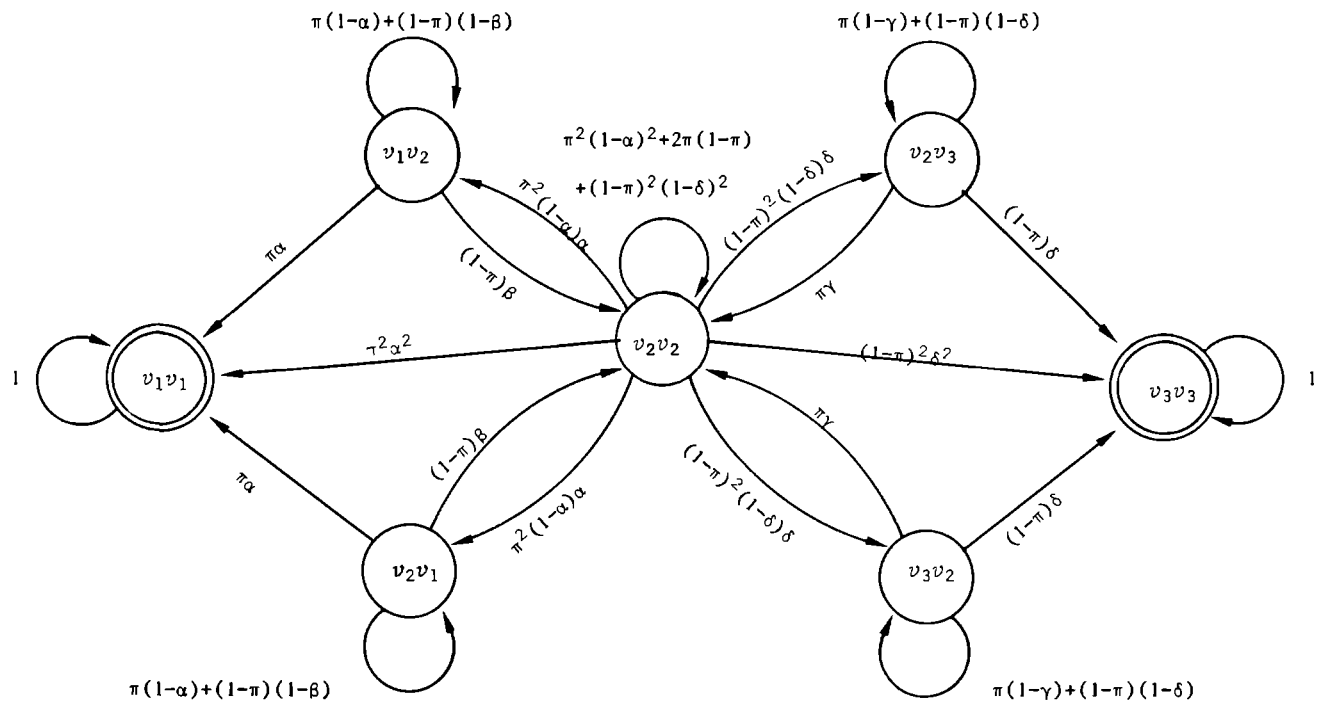 π(1-α)+(1-π)(1-β)
π(1-γ)+(1-π)(1-δ)
π²(1-α)²+2π(1-π)
+(1-π)²(1-δ)²
v₁v₂
v₂v₃
π²(1-α)α
(1-π)²(1-δ)δ
πα
(1-π)β
πγ
(1-π)δ
1
v₁v₁
τ²α²
v₂v₂
(1-π)²δ²
v₃v₃
1
πα
(1-π)β
π²(1-α)α
(1-π)²(1-δ)δ
πγ
(1-π)δ
v₂v₁
v₃v₂
π(1-α)+(1-π)(1-β)
π(1-γ)+(1-π)(1-δ)